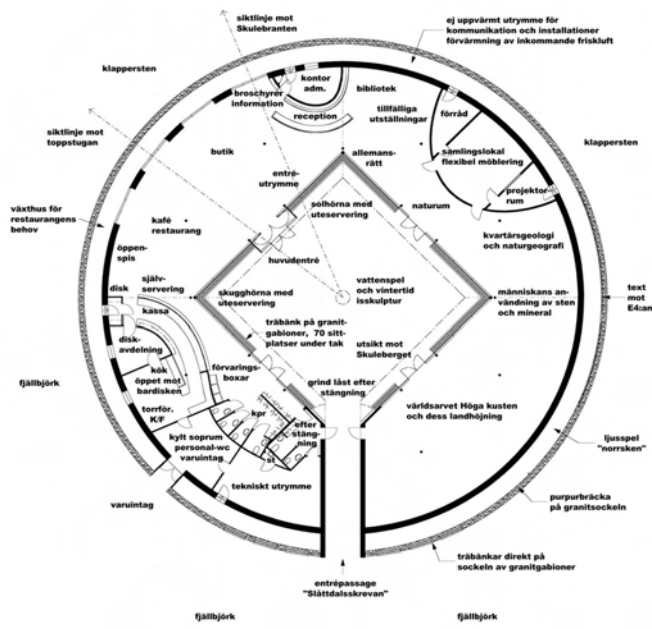 siktlinje mot
Skulebranten
ej uppvärmt utrymme för
kommunikation och installationer
förvärmning av inkommande friskluft
klappersten
kontor
adm.
bibliotek
broschyrer
information
reception
tillfälliga
utställningar
förråd
klappersten
siktlinje mot
toppstugan
butik
samlingslokal
flexibel möblering
allemans-
rätt
entré-
utrymme
projektor-
rum
naturum
solhörna med
uteservering
växthus för
restaurangens
behov
kafé
restaurang
kvartärsgeologi
och naturgeografi
öppen-
spis
huvudentré
disk
själv-
servering
skugghörna med
uteservering
vattenspel
och vintertid
isskulptur
människans an-
vändning av sten
och mineral
text
mot
E4:an
kassa
disk-
avdelning
träbänk på granit-
gabioner, 70 sitt-
platser under tak
utsikt mot
Skuleberget
kök
öppet mot
bardisken
förvarings-
boxar
grind låst efter
stängning
fjällbjörk
torrför.
K/F
kpr
efter
stäng-
ning
världsarvet Höga kusten
och dess landhöjning
kylt soprum
personal-wc
varuintag
st
ljusspel
"norrsken"
tekniskt utrymme
varuintag
purpurbräcka
på granitsockeln
träbänkar direkt på
sockeln av granitgabioner
entrépassage
"Slåttdalsskrevan"
fjällbjörk
fjällbjörk